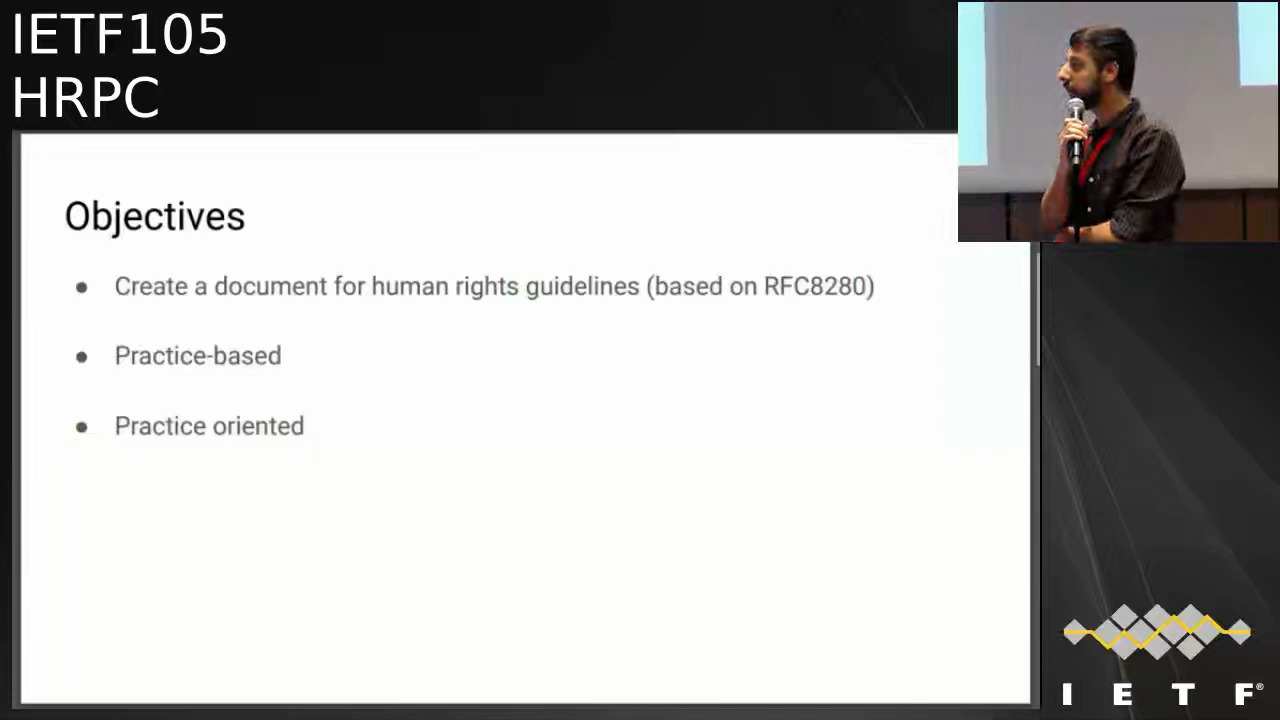 IETF105
HRPC
Objectives
● Create a document for human rights guidelines (based on RFC8280)
● Practice-based
● Practice oriented
I E T F®